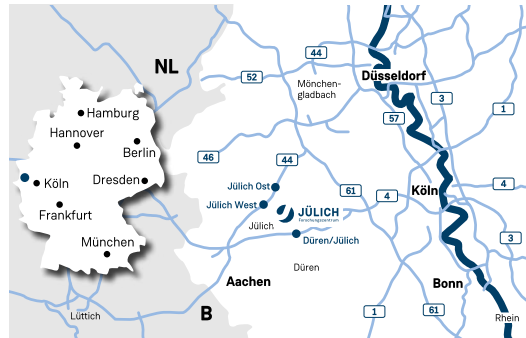 NL
44
Düsseldorf
52
Mönchen-
gladbach
3
1
57
Hamburg
Hannover
Berlin
46
44
Dresden
Köln
Jülich Ost
61
4
Köln
4
Jülich West
JÜLICH
Forschungszentrum
Frankfurt
Jülich
3
München
Düren/Jülich
Düren
Aachen
Bonn
Lüttich
B
1
61
Rhein